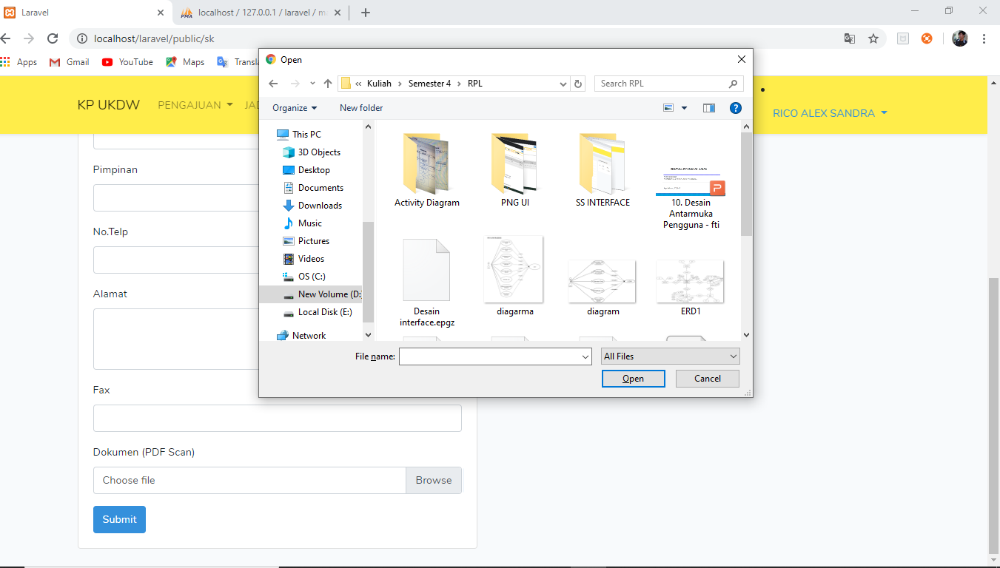 Laravel
localhost / 127.0.0.1 / laravel / m
localhost/laravel/public/sk
Apps
Gmail
YouTube
Maps
Transla
KP UKDW
PENGAJUAN
RICO ALEX SANDRA
Pimpinan
No.Telp
Alamat
Fax
Dokumen (PDF Scan)
Choose file
Browse
Submit
Open
« Kuliah > Semester 4 > RPL
Search RPL
Organize
New folder
This PC
3D Objects
Desktop
Documents
Downloads
Music
Pictures
Videos
OS (C:)
New Volume (D:
Local Disk (E:)
Network
Activity Diagram
PNG UI
SS INTERFACE
10. Desain
Antarmuka
Pengguna - fti
Desain
interface.epgz
diagarma
diagram
ERD1
File name:
All Files
Open
Cancel